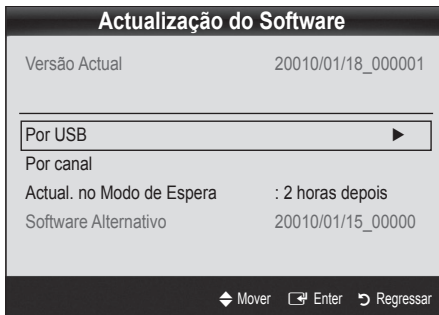 Actualização do Software
Versão Actual 20010/01/18_000001
Por USB ►
Por canal
Actual. no Modo de Espera : 2 horas depois
Software Alternativo 20010/01/15_00000
Mover Enter Regressar